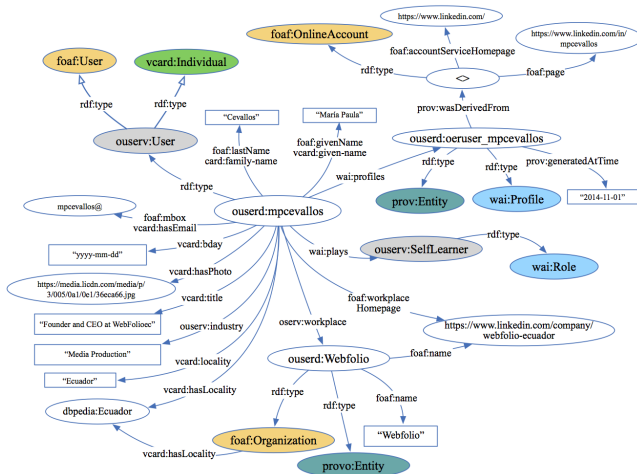 https://www.linkedin.com/
foaf:OnlineAccount
https://www.linkedin.com/in/
mpcevallos
foaf:accountServiceHomepage
foaf:User
vcard:Individual
rdf:type
<>
foaf:page
rdf:type
rdf:type
prov:wasDerivedFrom
“Cevallos”
“María Paula”
ouserv:User
foaf:lastName
card:family-name
foaf:givenName
vcard:given-name
ouserd:oeruser_mpcevallos
rdf:type
rdf:type
prov:generatedAtTime
wai:profiles
rdf:type
prov:Entity
wai:Profile
“2014-11-01”
mpcevallos@
ouserd:mpcevallos
foaf:mbox
vcard:hasEmail
vcard:bday
“yyyy-mm-dd”
wai:plays
ouserv:SelfLearner
rdf:type
wai:Role
vcard:hasPhoto
https://media.licdn.com/media/p/
3/005/0a1/0e1/36eca66.jpg
vcard:title
foaf:workplace
Homepage
“Founder and CEO at WebFolioec”
ouserv:industry
oserv:workplace
https://www.linkedin.com/company/
webfolio-ecuador
“Media Production”
vcard:locality
ouserd:Webfolio
foaf:name
“Ecuador”
vcard:hasLocality
rdf:type
rdf:type
foaf:name
dbpedia:Ecuador
foaf:Organization
“Webfolio”
vcard:hasLocality
provo:Entity